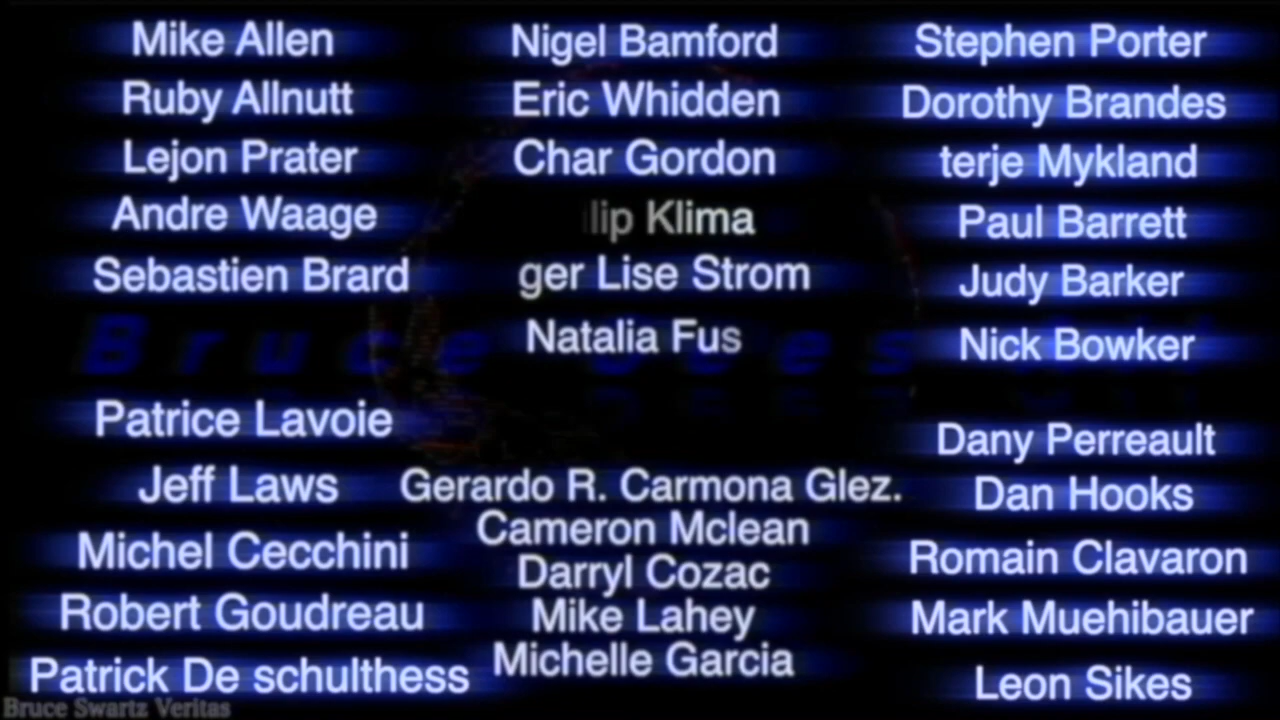 Mike Allen
Ruby Allnutt
Lejon Prater
Andre Waage
Sebastien Brard
Patrice Lavoie
Jeff Laws
Michel Cecchini
Robert Goudreau
Patrick De schulthess
Nigel Bamford
Eric Whidden
Char Gordon
lip Klima
ger Lise Strom
Natalia Fus
Gerardo R. Carmona Glez.
Cameron Mclean
Darryl Cozac
Mike Lahey
Michelle Garcia
Stephen Porter
Dorothy Brandes
terje Mykland
Paul Barrett
Judy Barker
Nick Bowker
Dany Perreault
Dan Hooks
Romain Clavaron
Mark Muehibauer
Leon Sikes
Bruce
Bruce Swartz Veritas